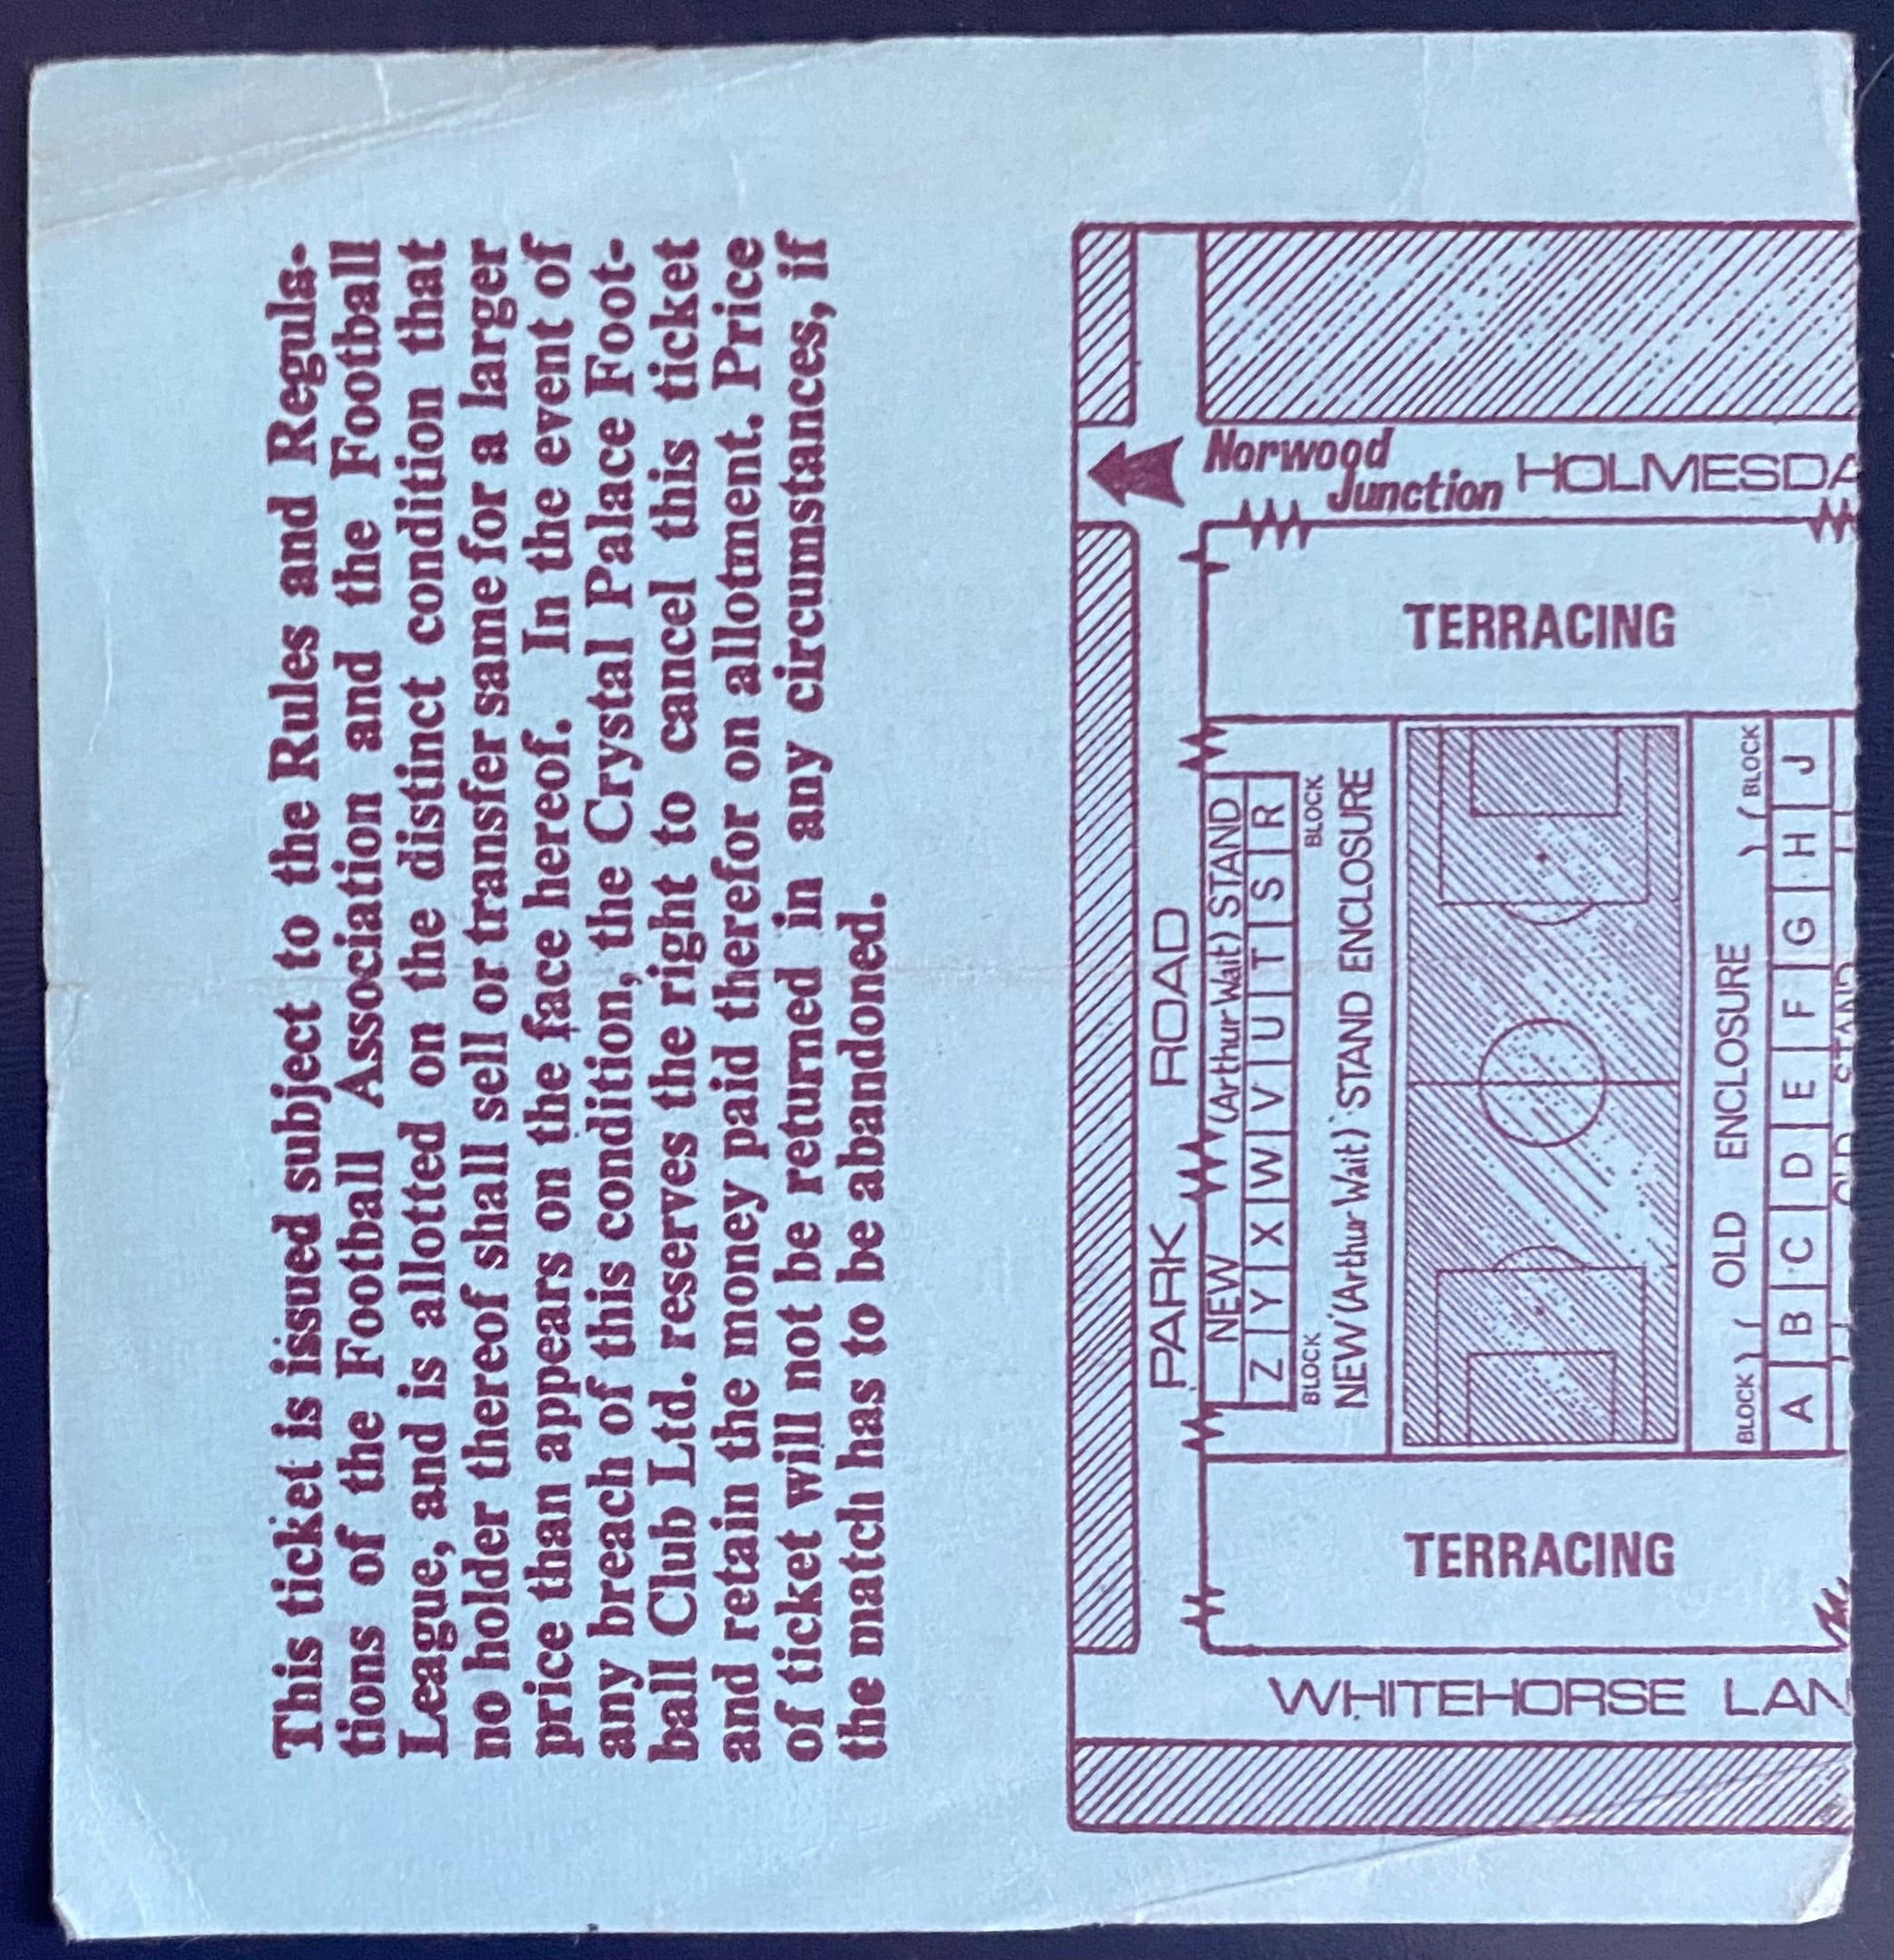 This ticket is issued subject to the Rules and Regula-
tions of the Football Association and the Football
League, and is allotted on the distinct condition that
no holder thereof shall sell or transfer same for a larger
price than appears on the face hereof. In the event of
any breach of this condition, the Crystal Palace Foot-
ball Club Ltd. reserves the right to cancel this ticket
and retain the money paid therefor on allotment. Price
of ticket will not be returned in any circumstances, if
the match has to be abandoned.
PARK ROAD
NEW (Arthur Wait) STAND
Z Y X W V U T S R
BLOCK BLOCK
NEW (Arthur Wait) STAND ENCLOSURE
Norwood
Junction
HOLMESDA
TERRACING
TERRACING
OLD ENCLOSURE
BLOCK BLOCK
A B C D E F G H J
OLD STAND
WHITEHORSE LAN